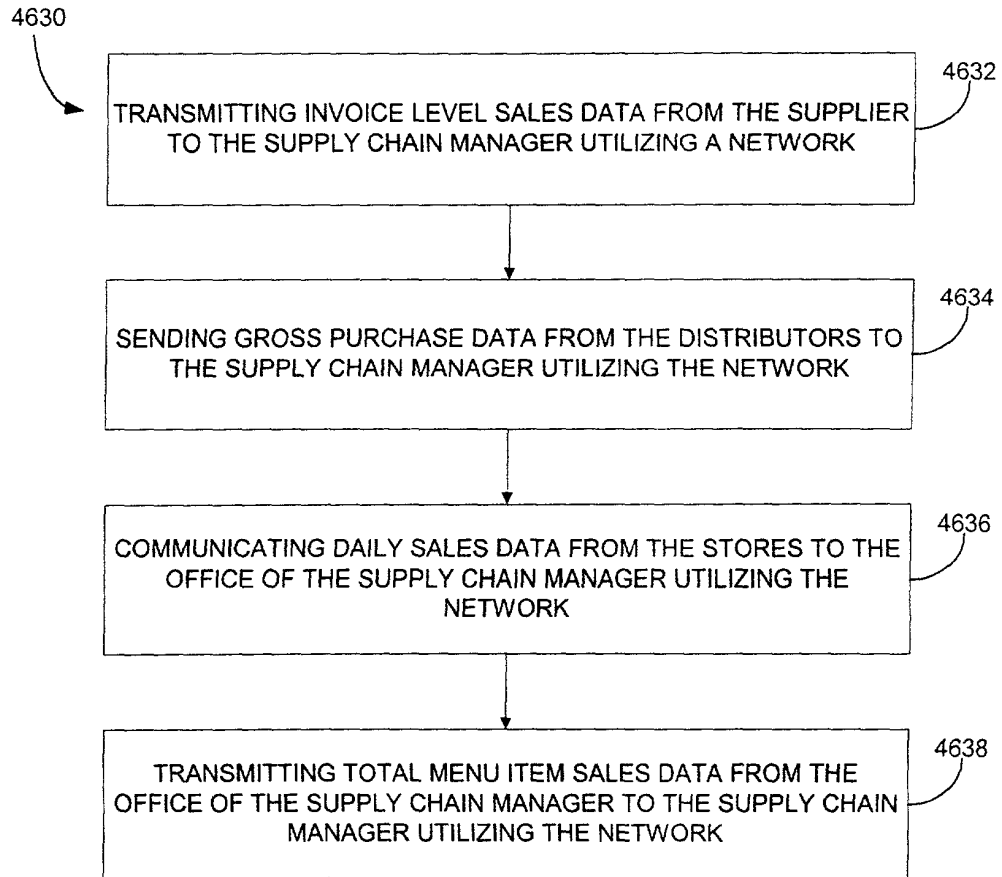 4630
4632
TRANSMITTING INVOICE LEVEL SALES DATA FROM THE SUPPLIER
TO THE SUPPLY CHAIN MANAGER UTILIZING A NETWORK
4634
SENDING GROSS PURCHASE DATA FROM THE DISTRIBUTORS TO
THE SUPPLY CHAIN MANAGER UTILIZING THE NETWORK
4636
COMMUNICATING DAILY SALES DATA FROM THE STORES TO THE
OFFICE OF THE SUPPLY CHAIN MANAGER UTILIZING THE
NETWORK
4638
TRANSMITTING TOTAL MENU ITEM SALES DATA FROM THE
OFFICE OF THE SUPPLY CHAIN MANAGER TO THE SUPPLY CHAIN
MANAGER UTILIZING THE NETWORK